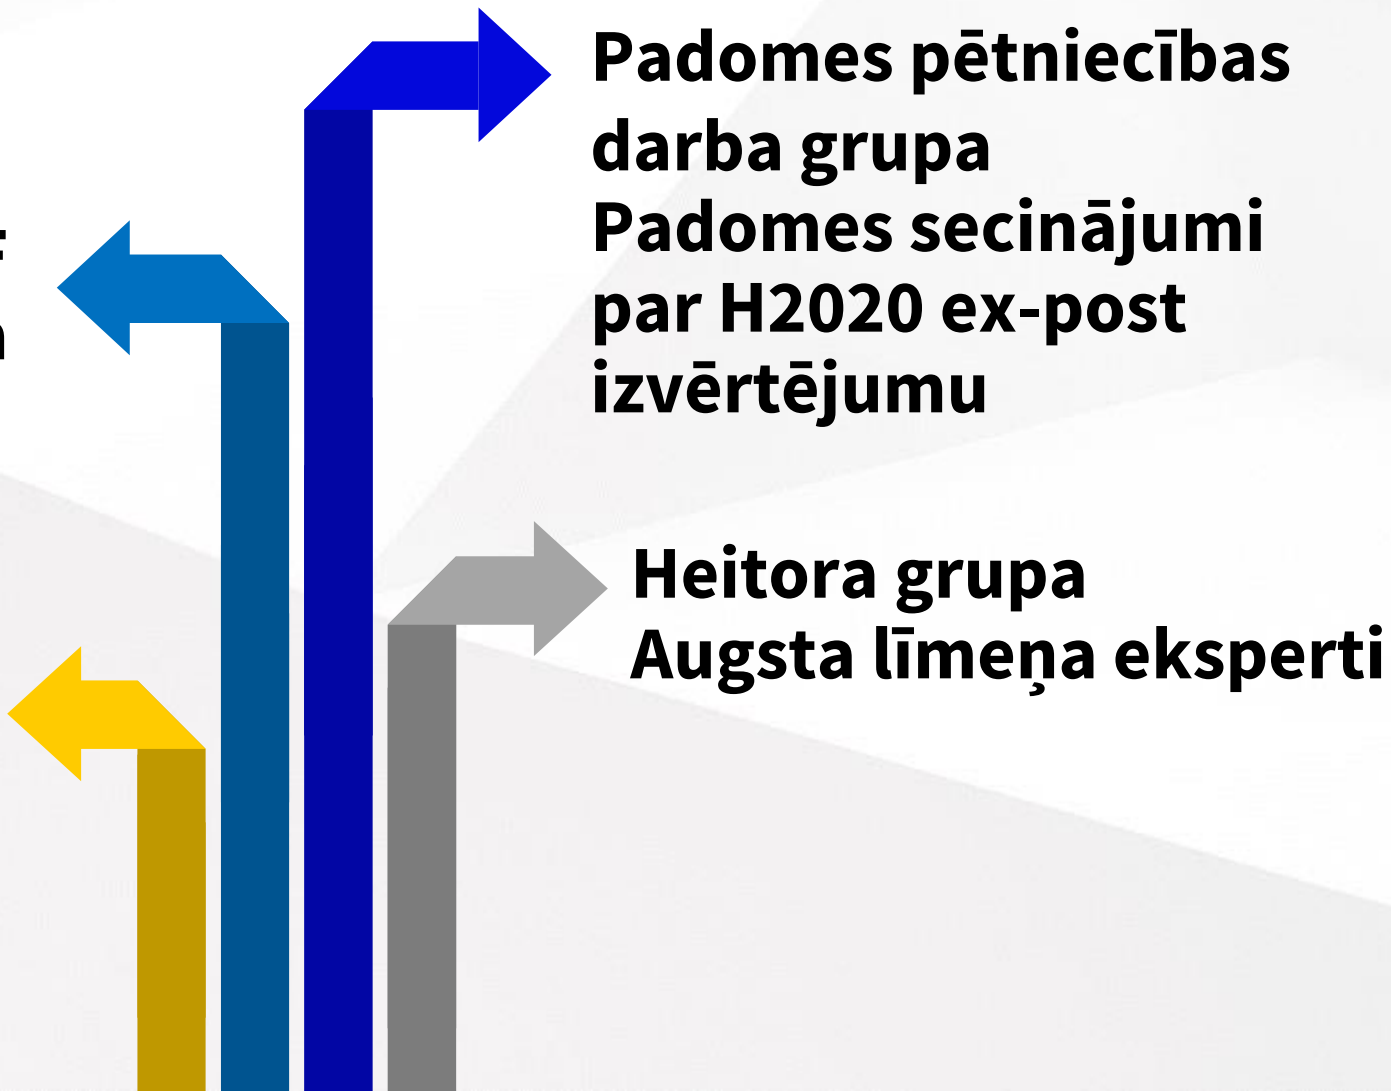 Padomes pētniecības
darba grupa
Padomes secinājumi
par H2020 ex-post
izvērtējumu
Heitora grupa
Augsta līmeņa eksperti